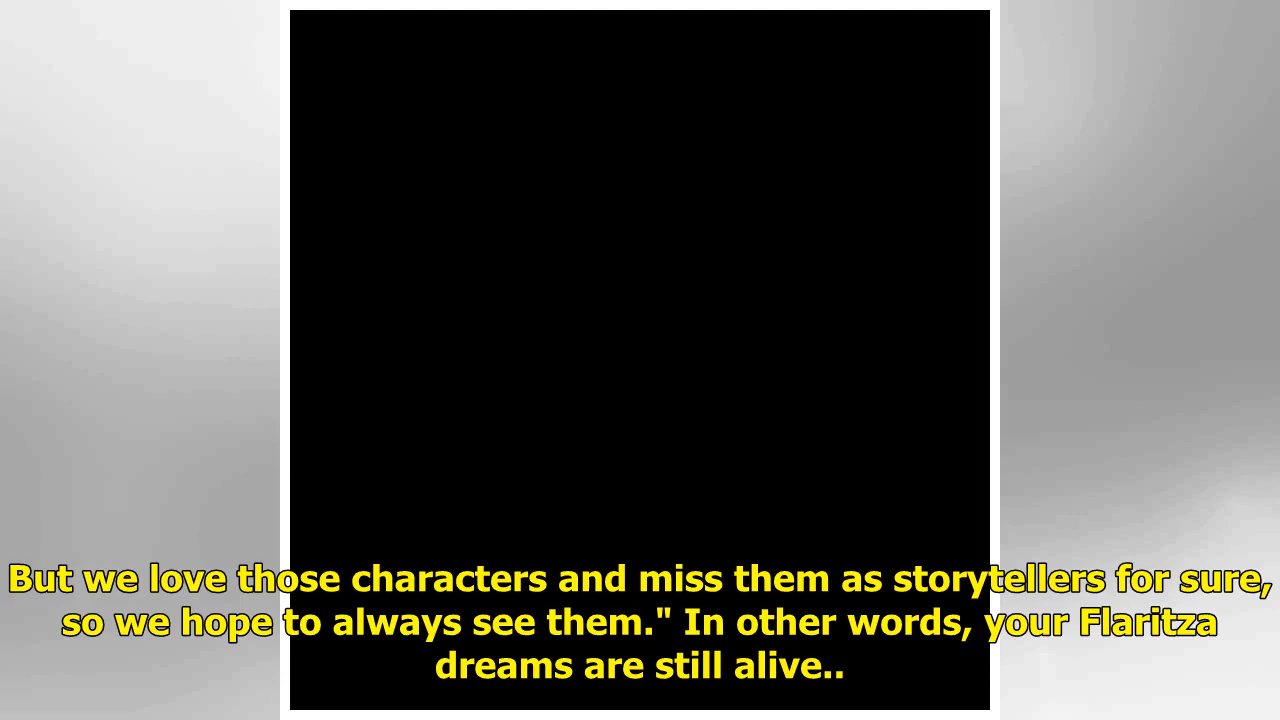 But we love those characters and miss them as storytellers for sure,
so we hope to always see them." In other words, your Flaritza
dreams are still alive..